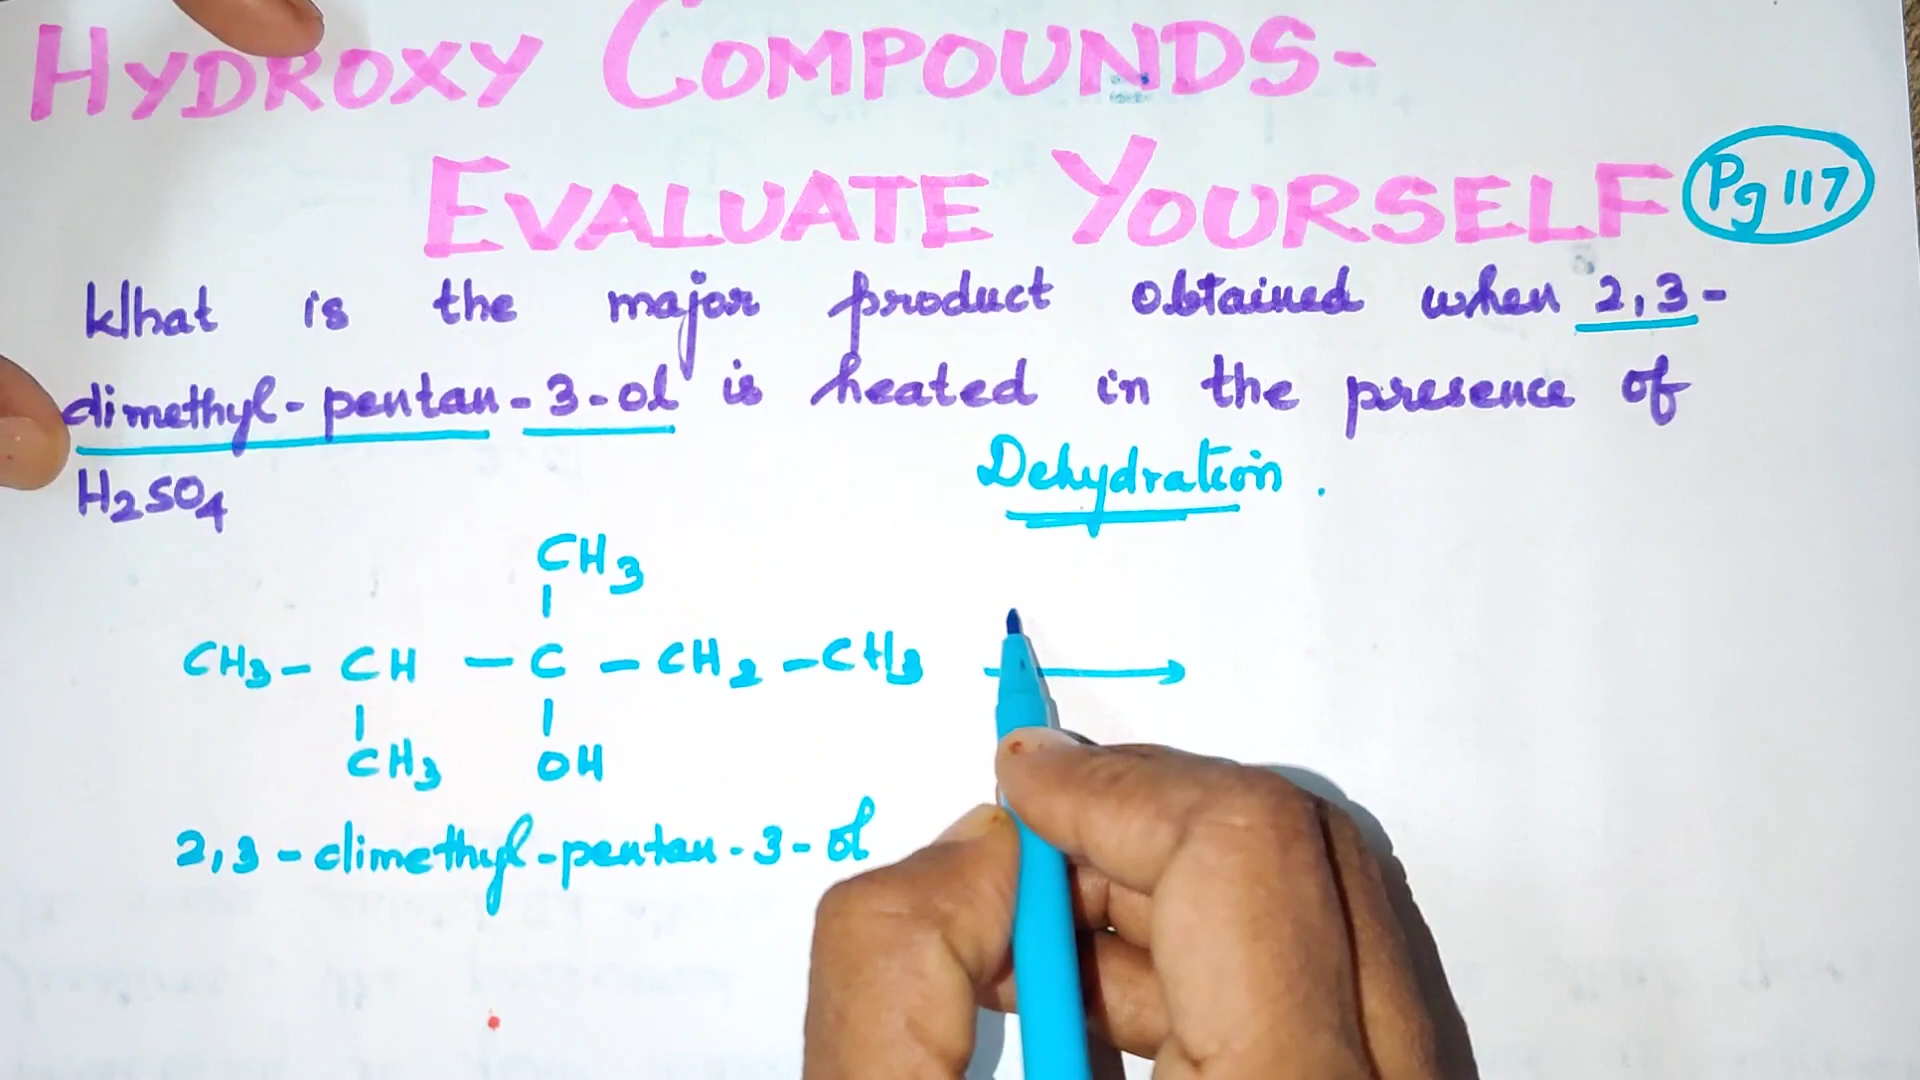 HYDROXY COMPOUNDS-
EVALUATE YOURSELF Pg 117
What is the major product obtained when 2,3-
dimethyl-pentan-3-ol is heated in the presence of
H₂SO₄
Dehydration.
CH₃
CH₃ - CH - C - CH₂ - CH₃ →
CH₃ OH
2,3-dimethyl-pentan-3-ol